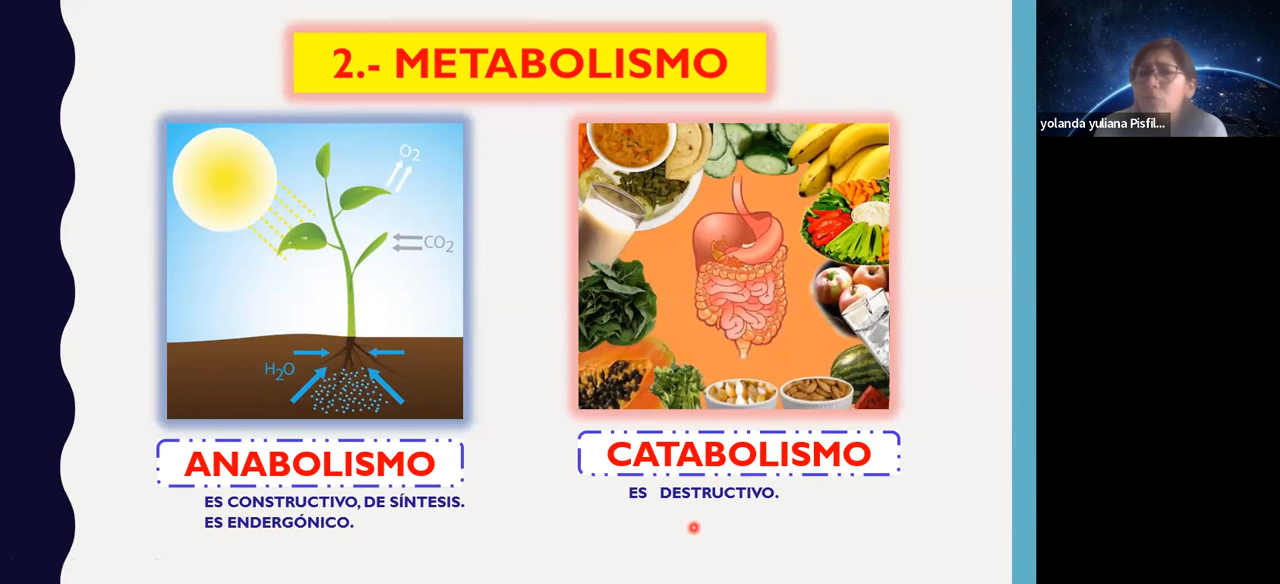 2.- METABOLISMO
O2
CO2
H2O
ANABOLISMO
ES CONSTRUCTIVO, DE SÍNTESIS.
ES ENDERGÓNICO.
CATABOLISMO
ES DESTRUCTIVO.
yolanda yuliana Pisfil...